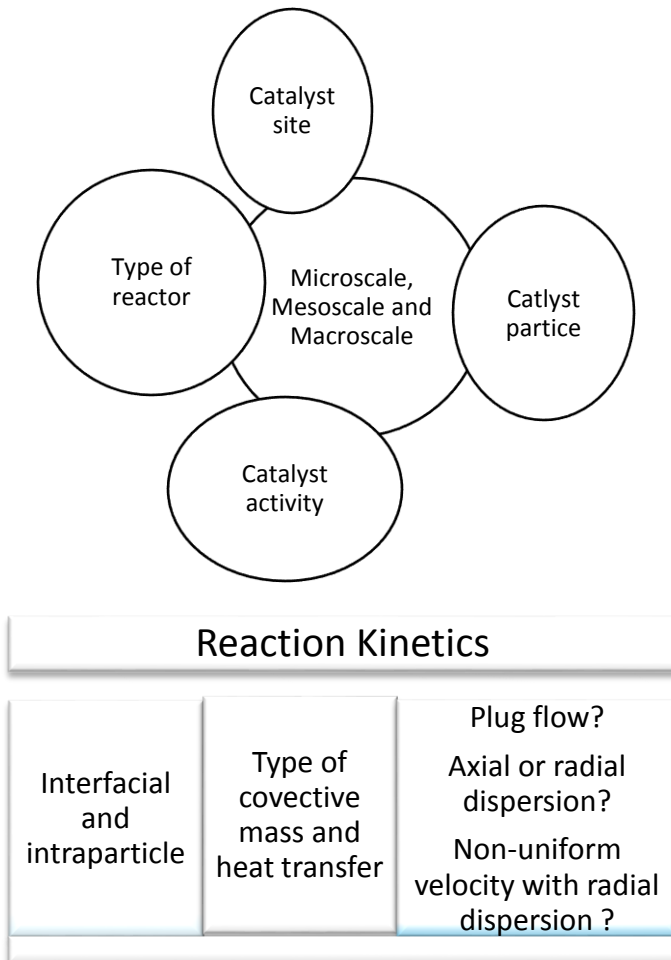 Catalyst
site
Type of
reactor
Microscale,
Mesoscale and
Macroscale
Catlyst
partice
Catalyst
activity
Reaction Kinetics
Interfacial
and
intraparticle
Type of
covective
mass and
heat transfer
Plug flow?
Axial or radial
dispersion?
Non-uniform
velocity with radial
dispersion ?